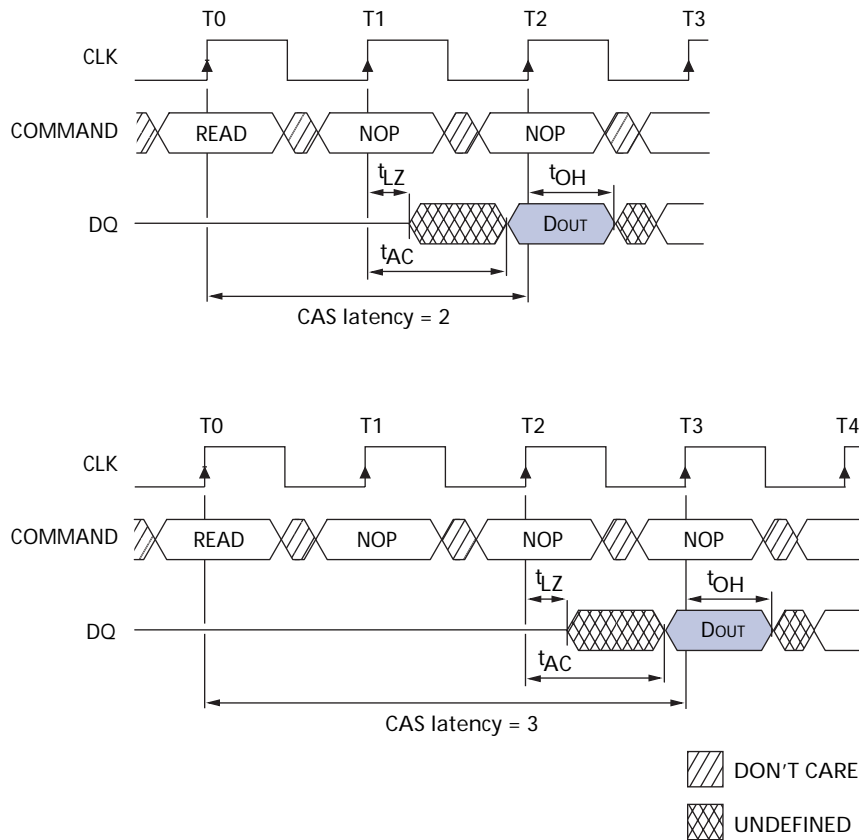 T0 T1 T2 T3
CLK
COMMAND READ NOP NOP
tLZ tOH
DQ DOUT
tAC
CAS latency = 2
T0 T1 T2 T3 T4
CLK
COMMAND READ NOP NOP NOP
tLZ tOH
DQ DOUT
tAC
CAS latency = 3
DON'T CARE
UNDEFINED